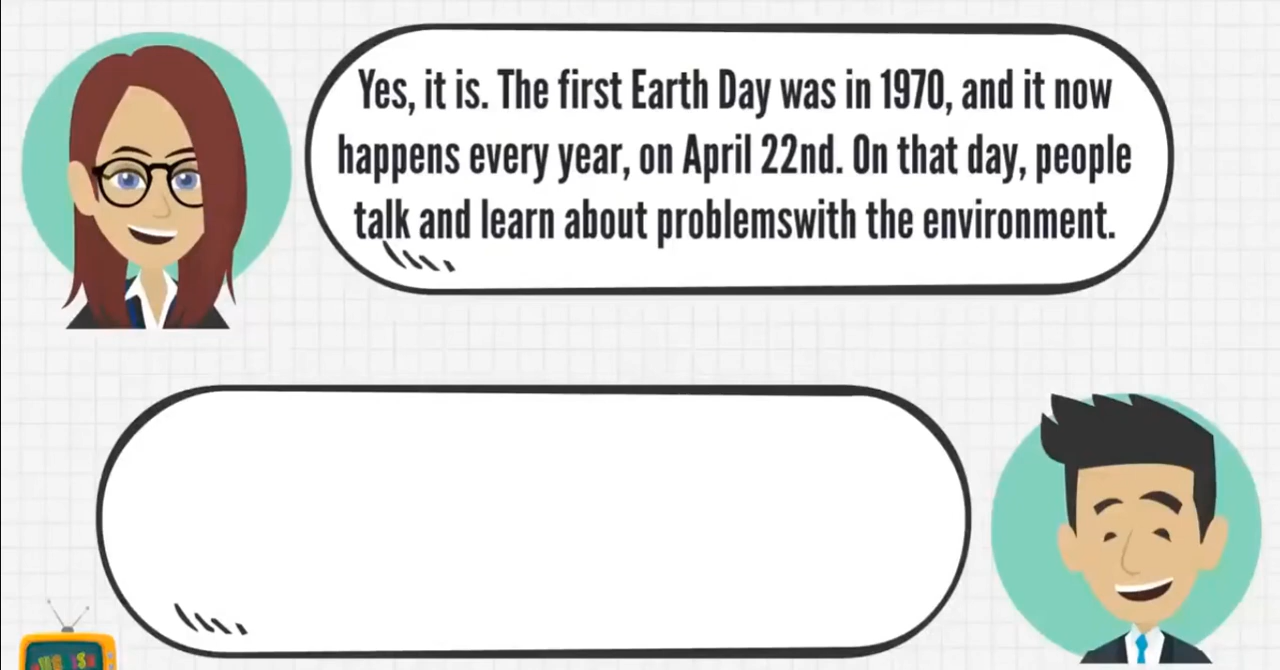 Yes, it is. The first Earth Day was in 1970, and it now
happens every year, on April 22nd. On that day, people
talk and learn about problemswith the environment.